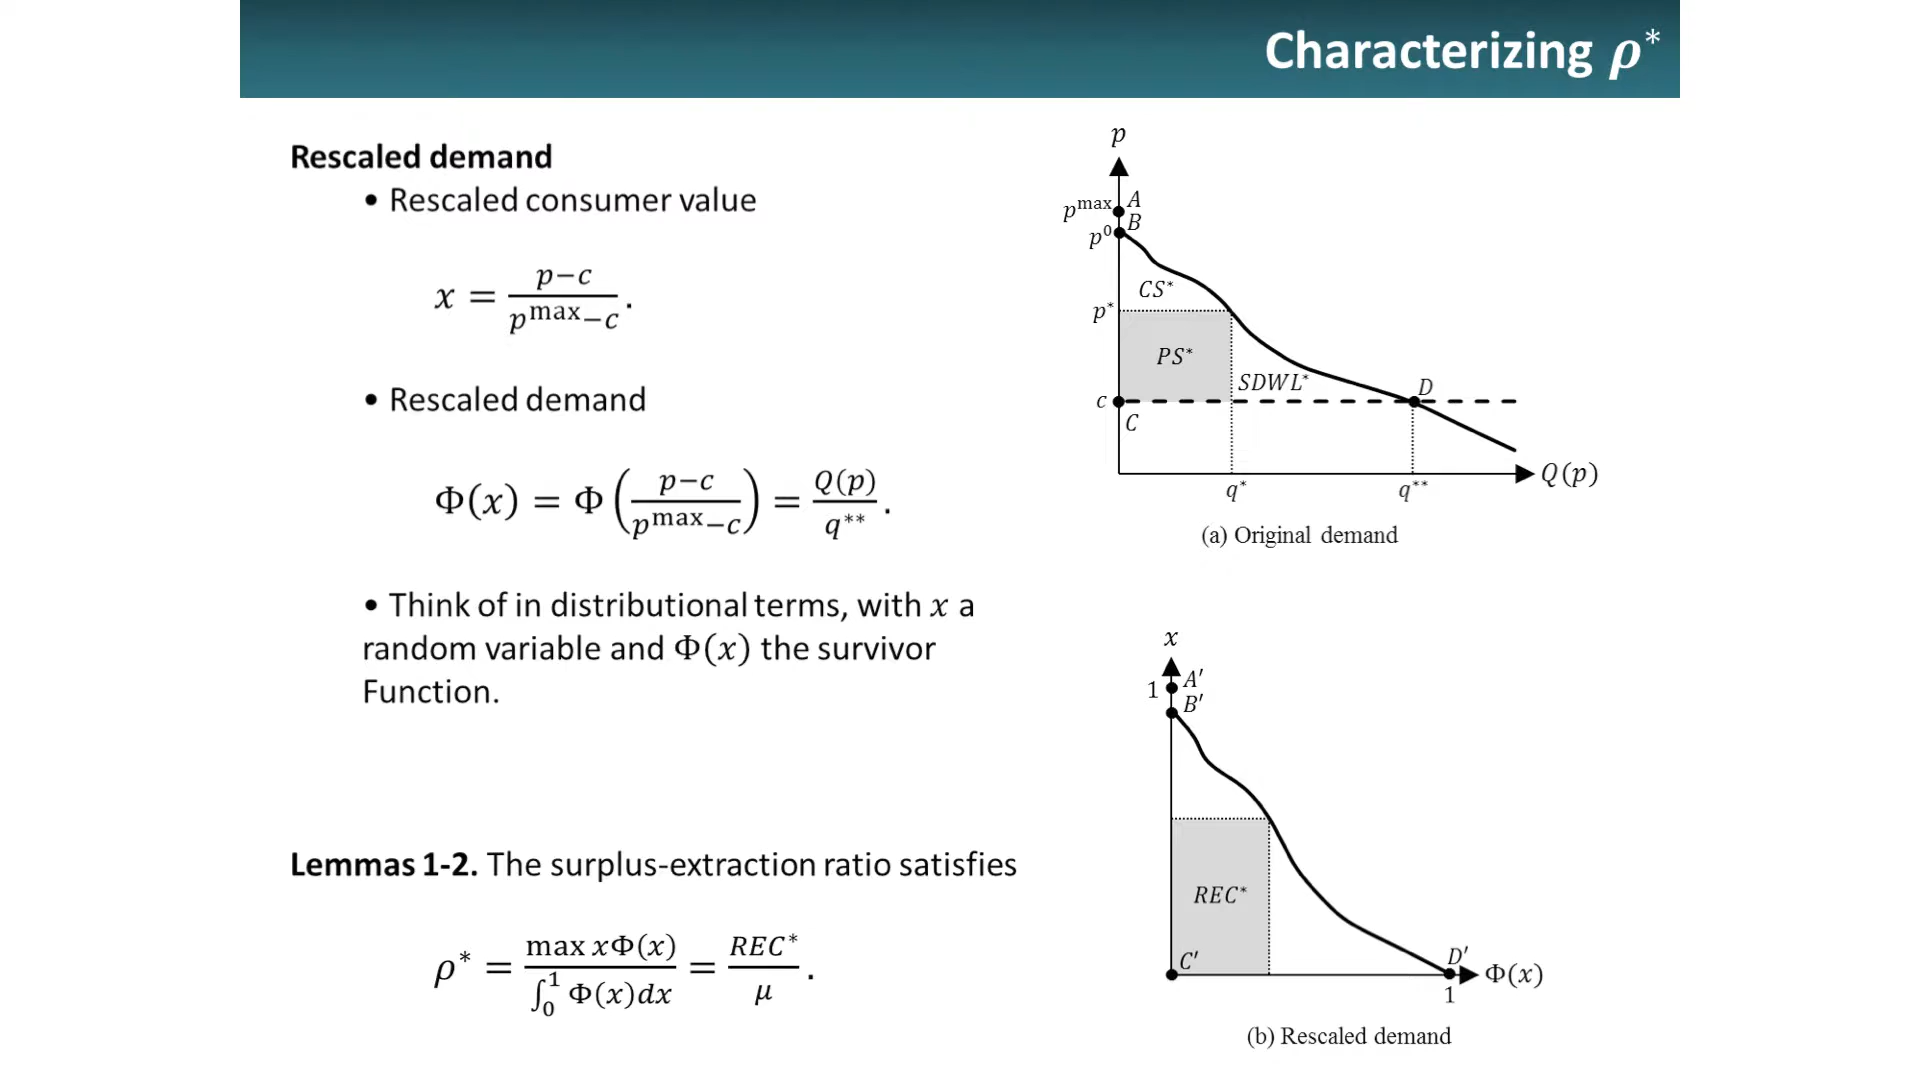 Characterizing ρ*
Rescaled demand
• Rescaled consumer value
x = (p−c)/(p^max−c).
• Rescaled demand
Φ(x) = Φ((p−c)/(p^max−c)) = Q(p)/q**.
• Think of in distributional terms, with x a
random variable and Φ(x) the survivor
Function.
Lemmas 1-2. The surplus-extraction ratio satisfies
ρ* = max xΦ(x)/∫₀¹ Φ(x)dx = REC*/μ.
p
p^max A
p⁰ B
CS*
p*
PS*
SDWL*
D
c
C
q*
q**
Q(p)
(a) Original demand
x
1 A′
B′
REC*
C′
D′
Φ(x)
1
(b) Rescaled demand